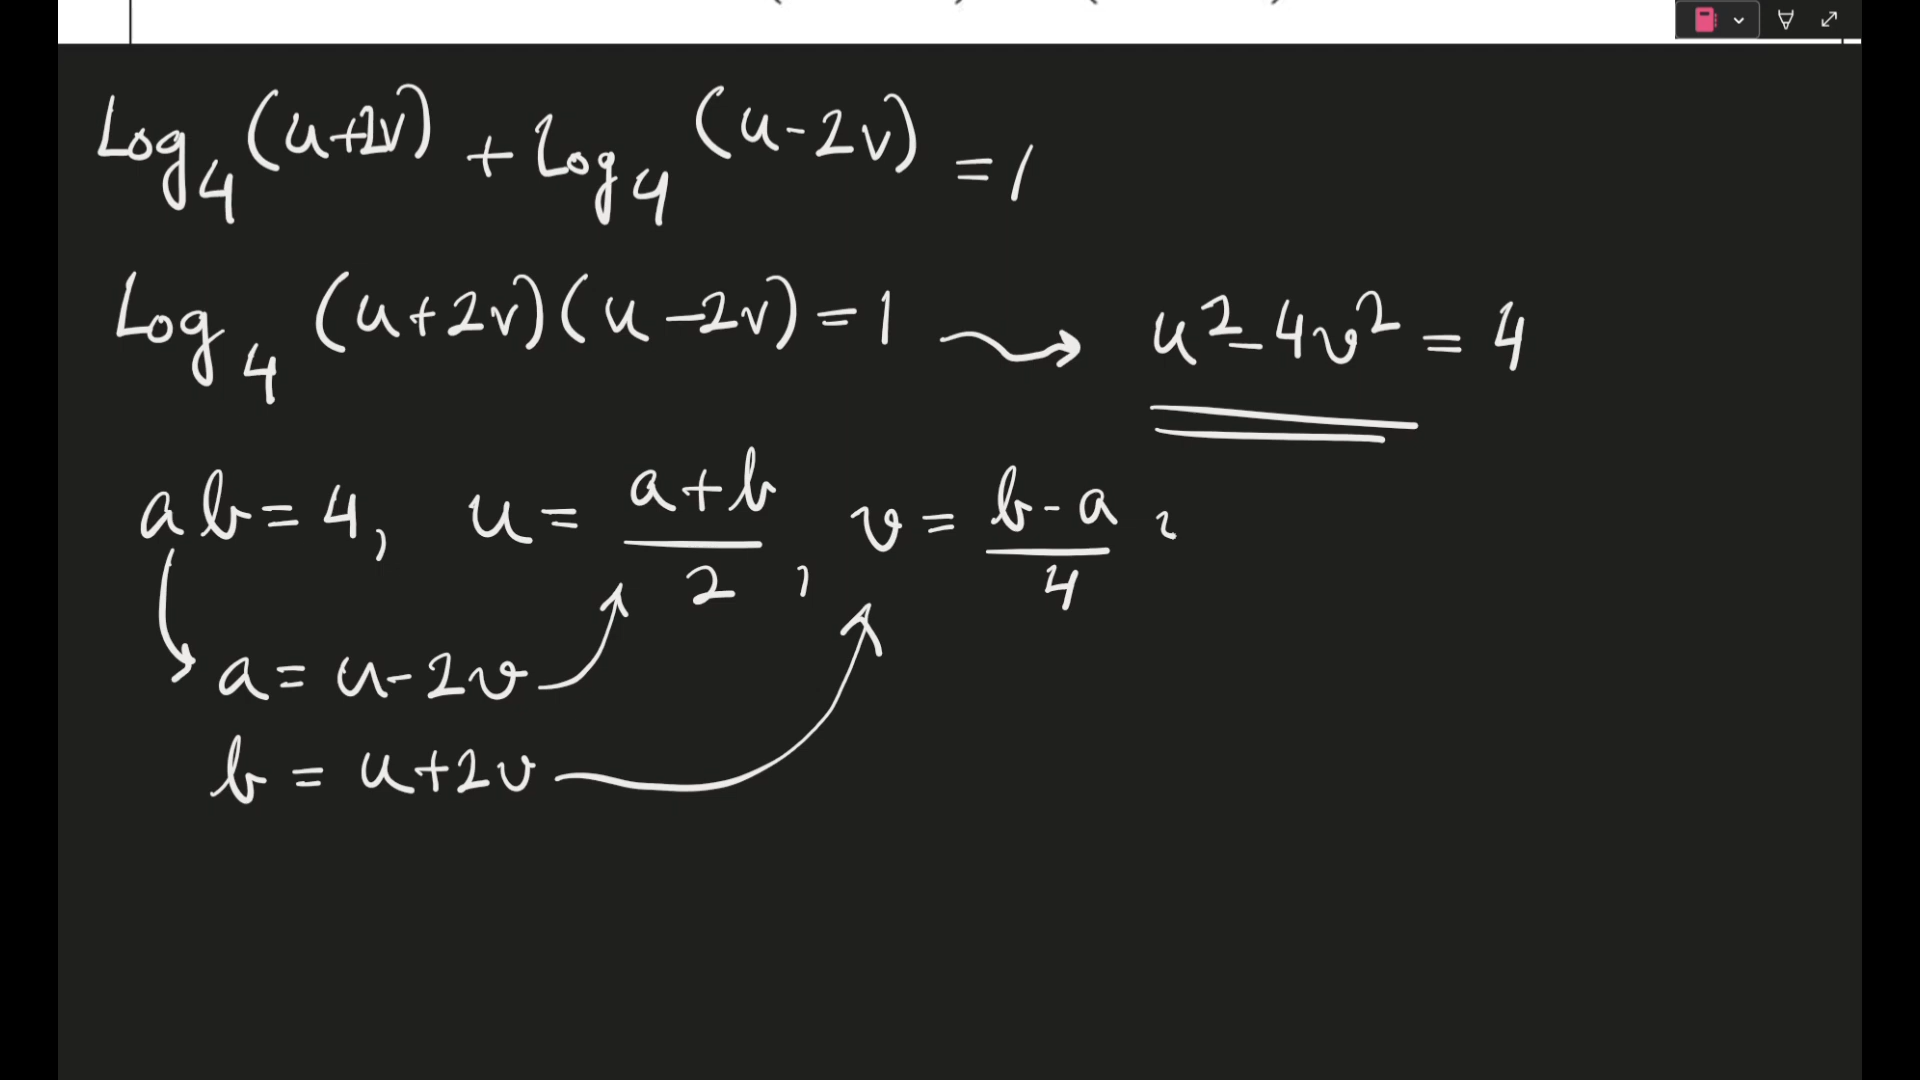 Log₄(u+2v) + Log₄(u-2v) = 1
Log₄(u+2v)(u-2v) = 1 ⟿ u²-4v² = 4
ab = 4, u = (a+b)/2, v = (b-a)/4
a = u-2v
b = u+2v